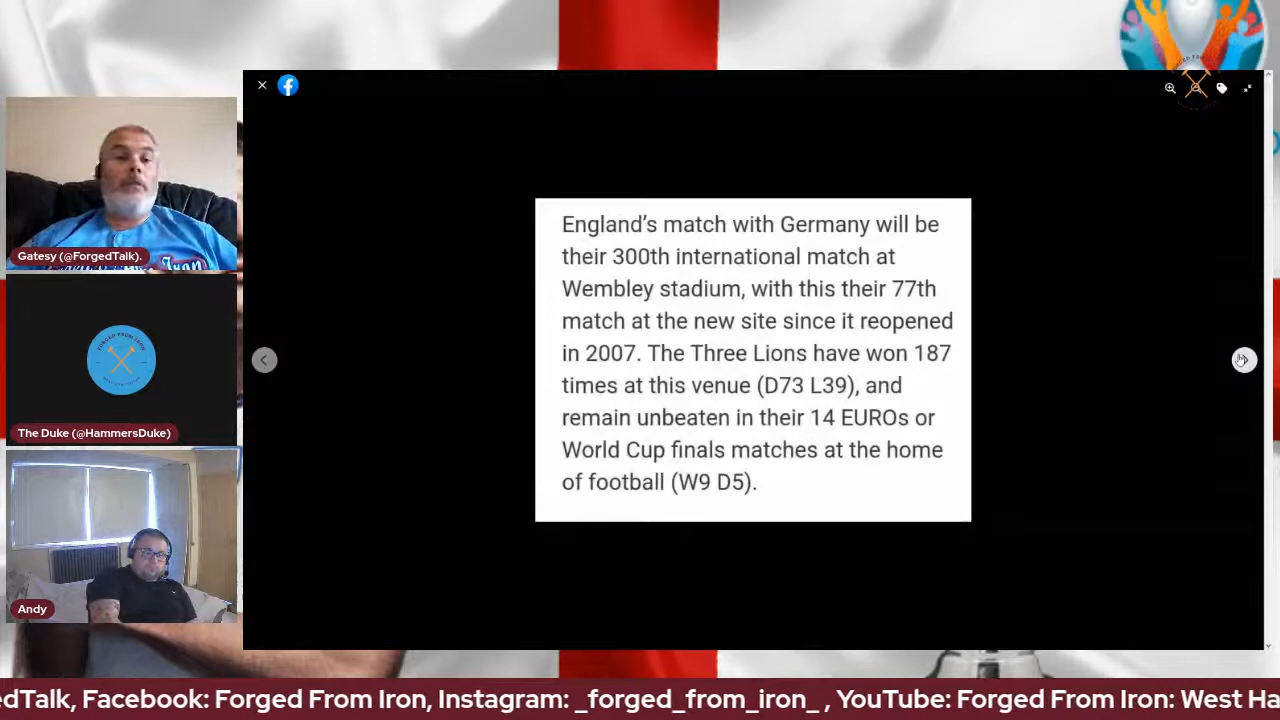 England's match with Germany will be
their 300th international match at
Wembley stadium, with this their 77th
match at the new site since it reopened
in 2007. The Three Lions have won 187
times at this venue (D73 L39), and
remain unbeaten in their 14 EUROs or
World Cup finals matches at the home
of football (W9 D5).
Gatesy (@ForgedTalk).
FORGED FROM IRON
The Duke (@HammersDuke)
Andy
edTalk, Facebook: Forged From Iron, Instagram: _forged_from_iron_ , YouTube: Forged From Iron: West Ha